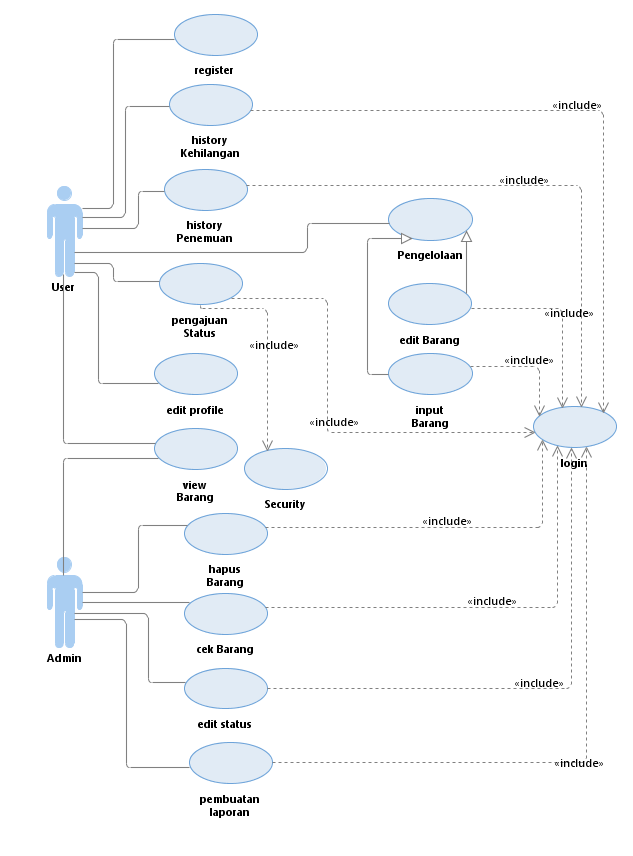 register
«include»
history
Kehilangan
«include»
history
Penemuan
Pengelolaan
User
pengajuan
Status
«include»
«include»
edit Barang
«include»
edit profile
input
Barang
«include»
login
view
Barang
Security
«include»
hapus
Barang
«include»
cek Barang
Admin
«include»
edit status
«include»
pembuatan
laporan